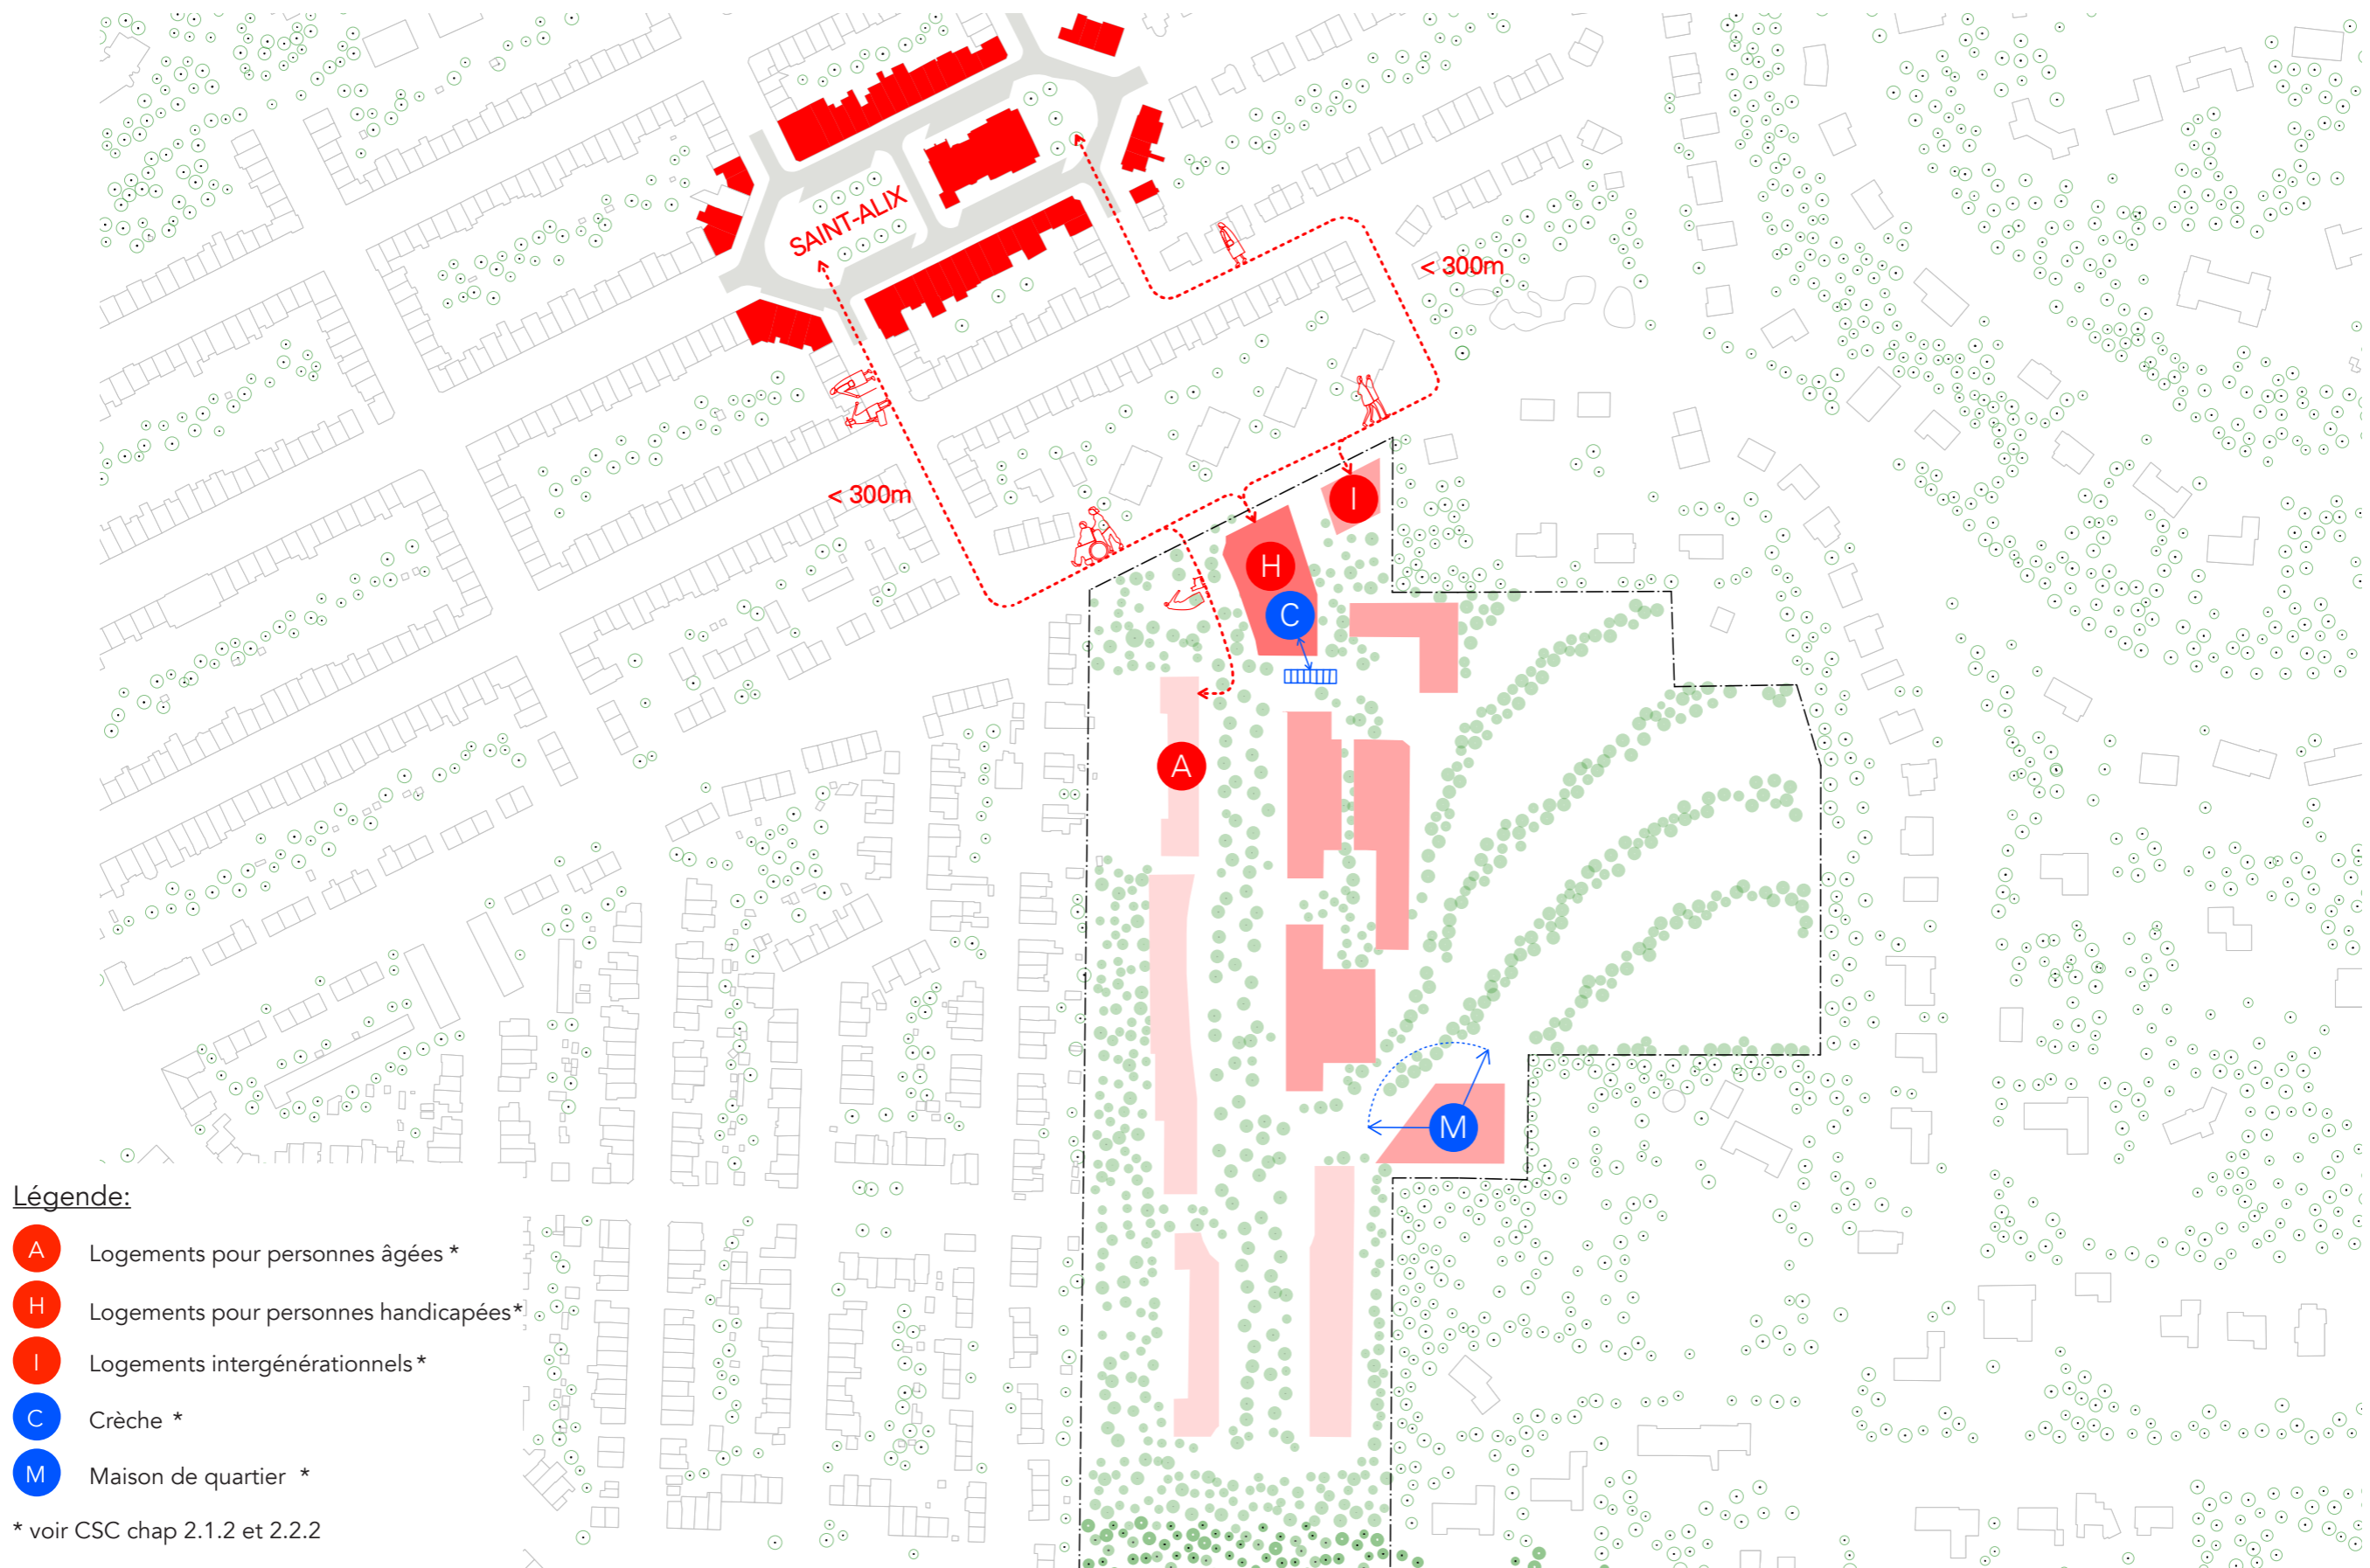 SAINT-ALIX
< 300m
< 300m
I
H
C
A
M
Légende:
A Logements pour personnes âgées *
H Logements pour personnes handicapées*
I Logements intergénérationnels*
C Crèche *
M Maison de quartier *
* voir CSC chap 2.1.2 et 2.2.2